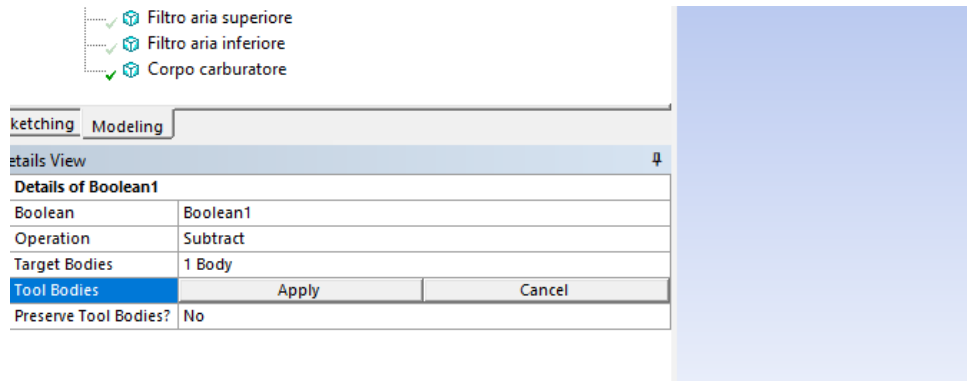 Filtro aria superiore
Filtro aria inferiore
Corpo carburatore
ketching Modeling
etails View
Details of Boolean1
Boolean Boolean1
Operation Subtract
Target Bodies 1 Body
Tool Bodies Apply Cancel
Preserve Tool Bodies? No